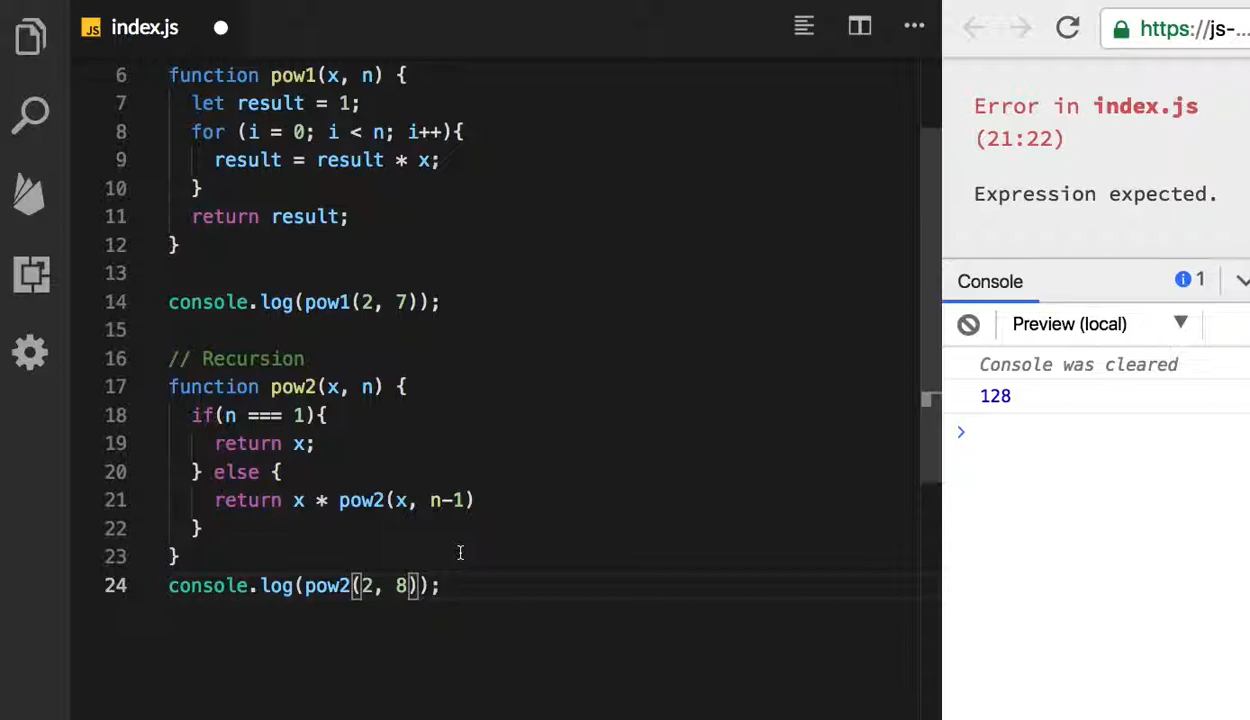 JS index.js
https://js-...
6 function pow1(x, n) {
7 let result = 1;
8 for (i = 0; i < n; i++){
9 result = result * x;
10 }
11 return result;
12 }
13
14 console.log(pow1(2, 7));
15
16 // Recursion
17 function pow2(x, n) {
18 if(n === 1){
19 return x;
20 } else {
21 return x * pow2(x, n-1)
22 }
23 }
24 console.log(pow2(2, 8));
Error in index.js
(21:22)
Expression expected.
Console 1
Preview (local)
Console was cleared
128